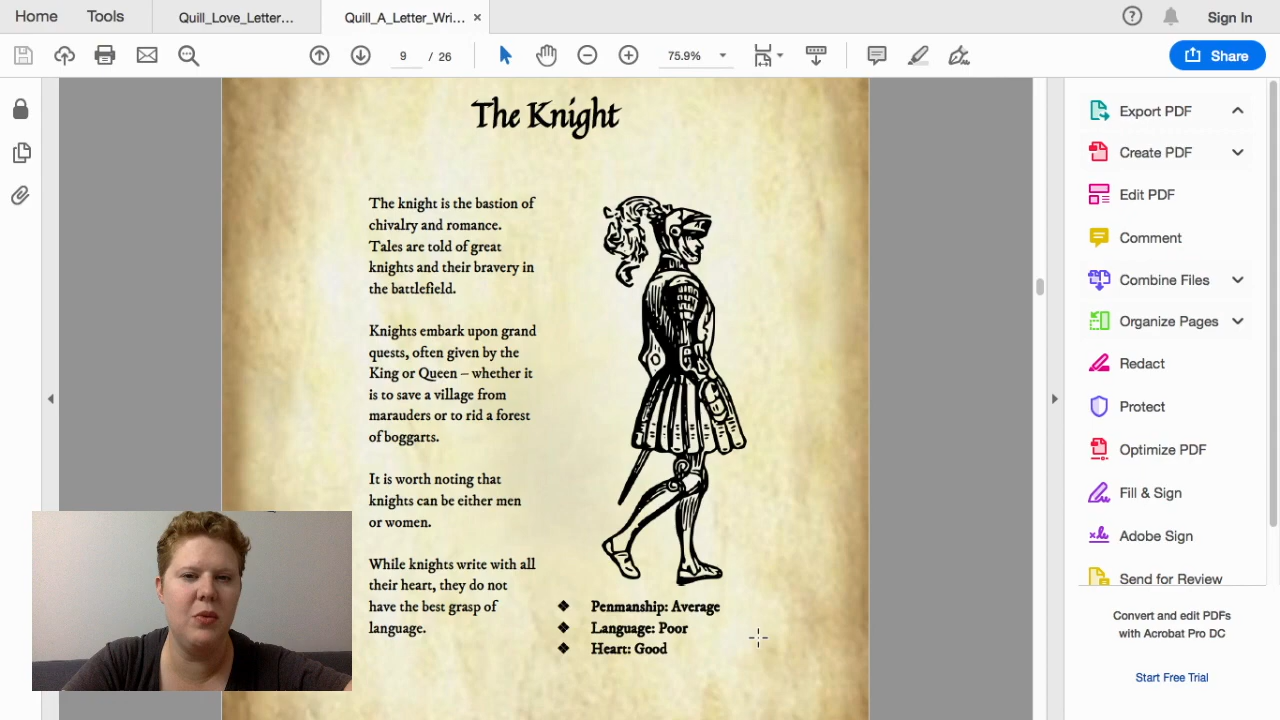 Home Tools Quill_Love_Letter... Quill_A_Letter_Wri... × Sign In
9 / 26 75.9% Share
The Knight
The knight is the bastion of
chivalry and romance.
Tales are told of great
knights and their bravery in
the battlefield.
Knights embark upon grand
quests, often given by the
King or Queen – whether it
is to save a village from
marauders or to rid a forest
of boggarts.
It is worth noting that
knights can be either men
or women.
While knights write with all
their heart, they do not
have the best grasp of
language.
❖ Penmanship: Average
❖ Language: Poor
❖ Heart: Good
Export PDF
Create PDF
Edit PDF
Comment
Combine Files
Organize Pages
Redact
Protect
Optimize PDF
Fill & Sign
Adobe Sign
Send for Review
Convert and edit PDFs
with Acrobat Pro DC
Start Free Trial